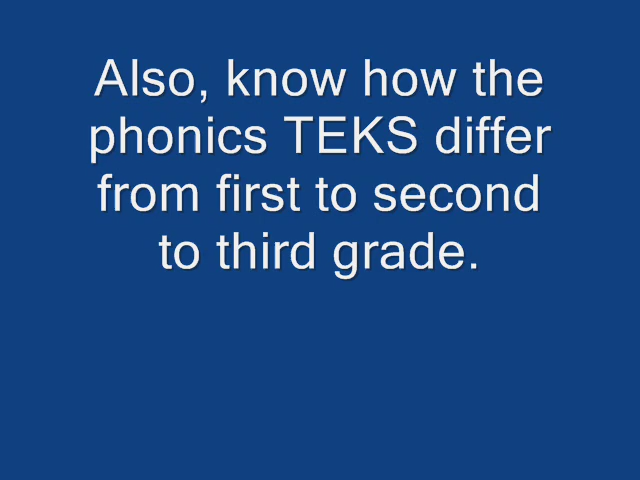 Also, know how the
phonics TEKS differ
from first to second
to third grade.